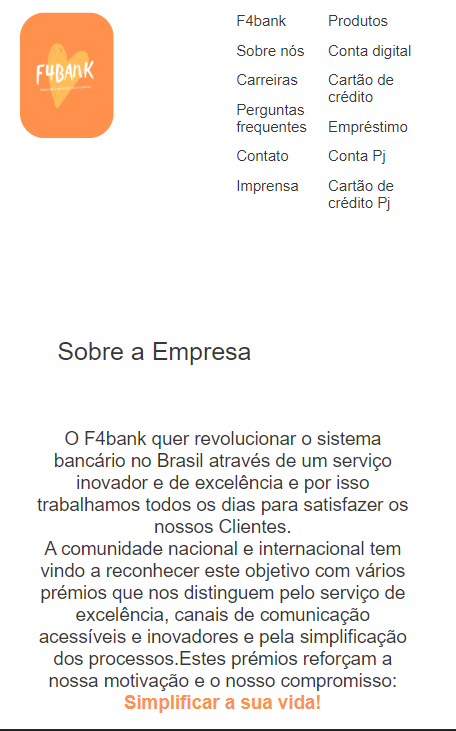 F4BANK
F4bank
Sobre nós
Carreiras
Perguntas
frequentes
Contato
Imprensa
Produtos
Conta digital
Cartão de
crédito
Empréstimo
Conta Pj
Cartão de
crédito Pj
Sobre a Empresa
O F4bank quer revolucionar o sistema
bancário no Brasil através de um serviço
inovador e de excelência e por isso
trabalhamos todos os dias para satisfazer os
nossos Clientes.
A comunidade nacional e internacional tem
vindo a reconhecer este objetivo com vários
prémios que nos distinguem pelo serviço de
excelência, canais de comunicação
acessíveis e inovadores e pela simplificação
dos processos.Estes prémios reforçam a
nossa motivação e o nosso compromisso:
Simplificar a sua vida!